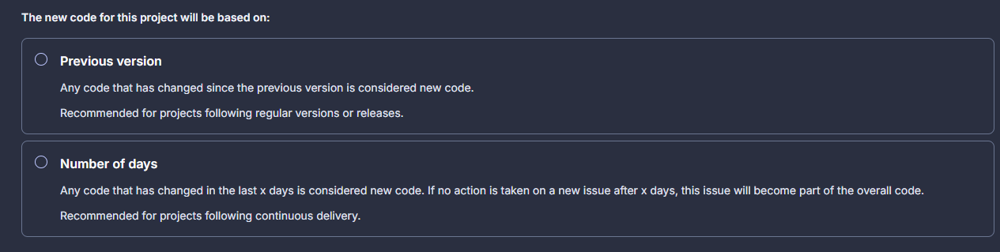 The new code for this project will be based on:
Previous version
Any code that has changed since the previous version is considered new code.
Recommended for projects following regular versions or releases.
Number of days
Any code that has changed in the last x days is considered new code. If no action is taken on a new issue after x days, this issue will become part of the overall code.
Recommended for projects following continuous delivery.